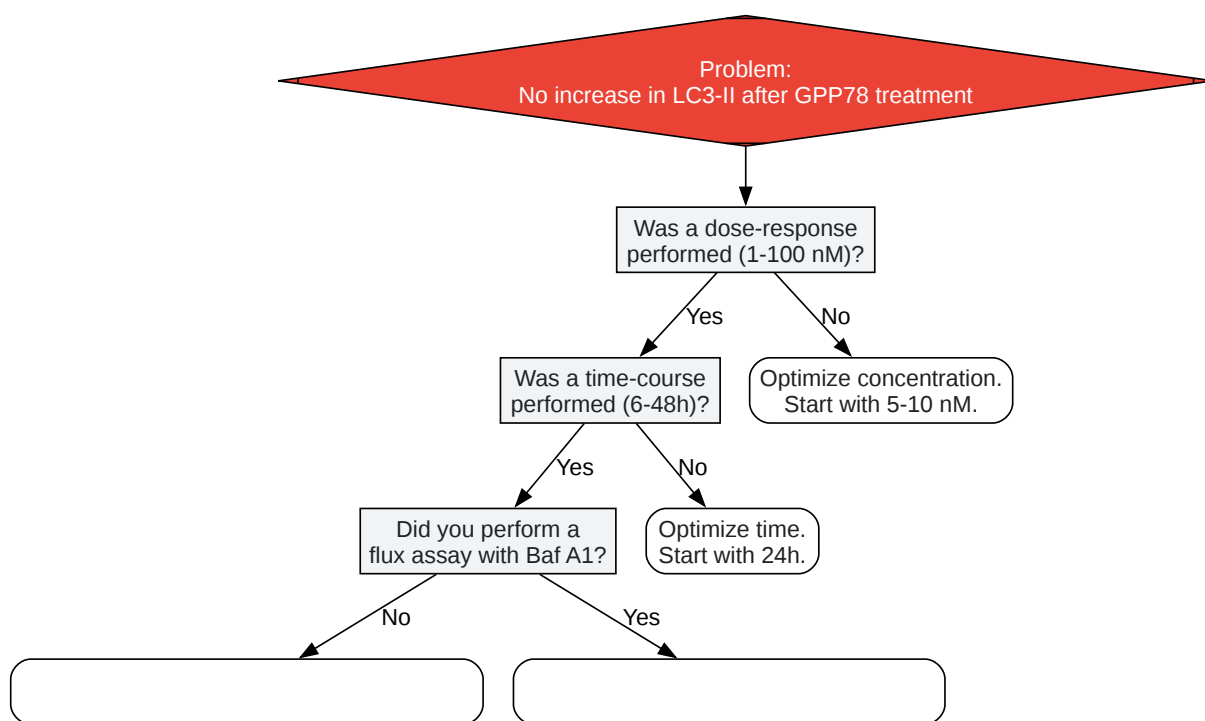 Problem:
No increase in LC3-II after GPP78 treatment
Was a dose-response
performed (1-100 nM)?
Yes
No
Was a time-course
performed (6-48h)?
Optimize concentration.
Start with 5-10 nM.
Yes
No
Did you perform a
flux assay with Baf A1?
Optimize time.
Start with 24h.
No
Yes